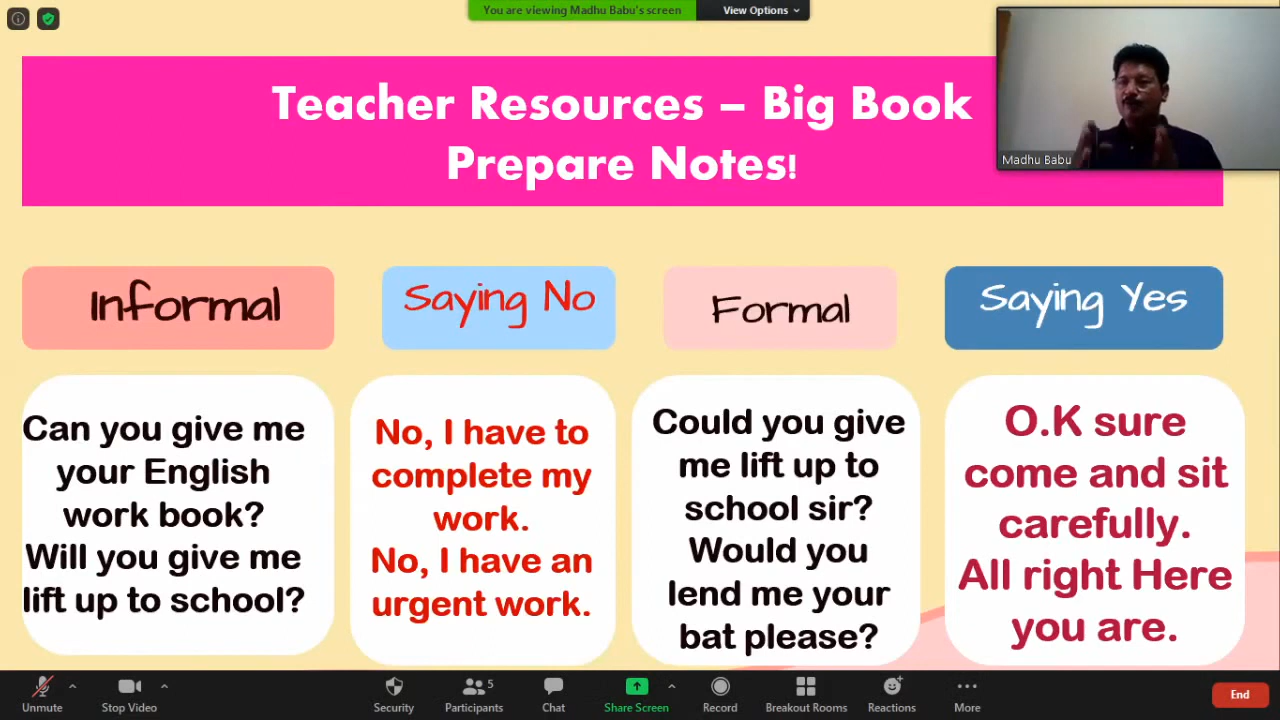 You are viewing Madhu Babu's screen
View Options
Teacher Resources – Big Book
Prepare Notes!
Madhu Babu
Informal
Saying No
Formal
Saying Yes
Can you give me
your English
work book?
Will you give me
lift up to school?
No, I have to
complete my
work.
No, I have an
urgent work.
Could you give
me lift up to
school sir?
Would you
lend me your
bat please?
O.K sure
come and sit
carefully.
All right Here
you are.
Unmute
Stop Video
Security
5
Participants
Chat
Share Screen
Record
Breakout Rooms
Reactions
More
End